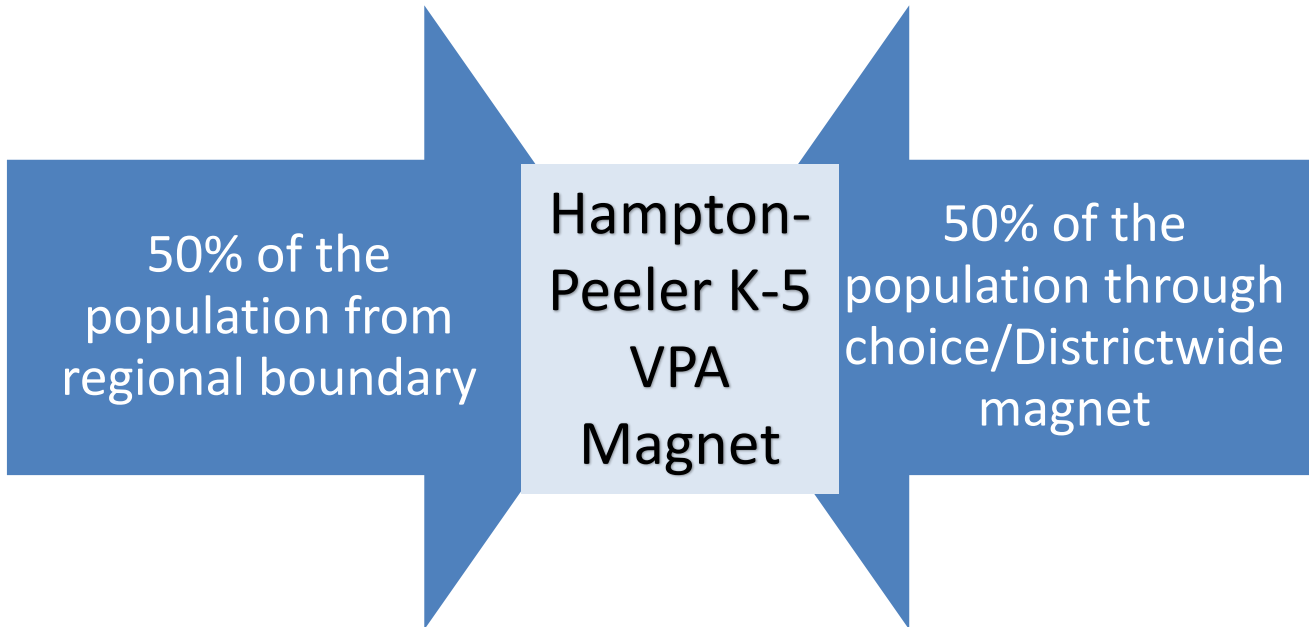 50% of the
population from
regional boundary
Hampton-
Peeler K-5
VPA
Magnet
50% of the
population through
choice/Districtwide
magnet